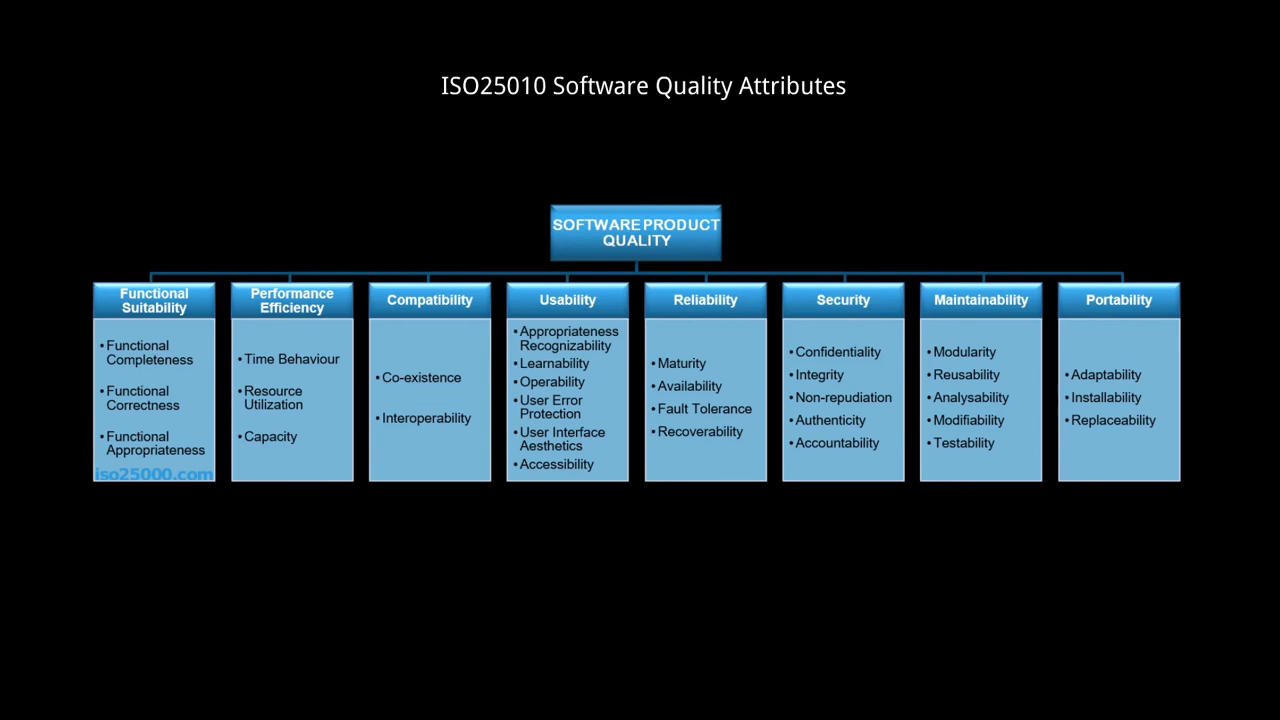 ISO25010 Software Quality Attributes
SOFTWARE PRODUCT
QUALITY
Functional
Suitability
• Functional
Completeness
• Functional
Correctness
• Functional
Appropriateness
iso25000.com
Performance
Efficiency
• Time Behaviour
• Resource
Utilization
• Capacity
Compatibility
• Co-existence
• Interoperability
Usability
• Appropriateness
Recognizability
• Learnability
• Operability
• User Error
Protection
• User Interface
Aesthetics
• Accessibility
Reliability
• Maturity
• Availability
• Fault Tolerance
• Recoverability
Security
• Confidentiality
• Integrity
• Non-repudiation
• Authenticity
• Accountability
Maintainability
• Modularity
• Reusability
• Analysability
• Modifiability
• Testability
Portability
• Adaptability
• Installability
• Replaceability